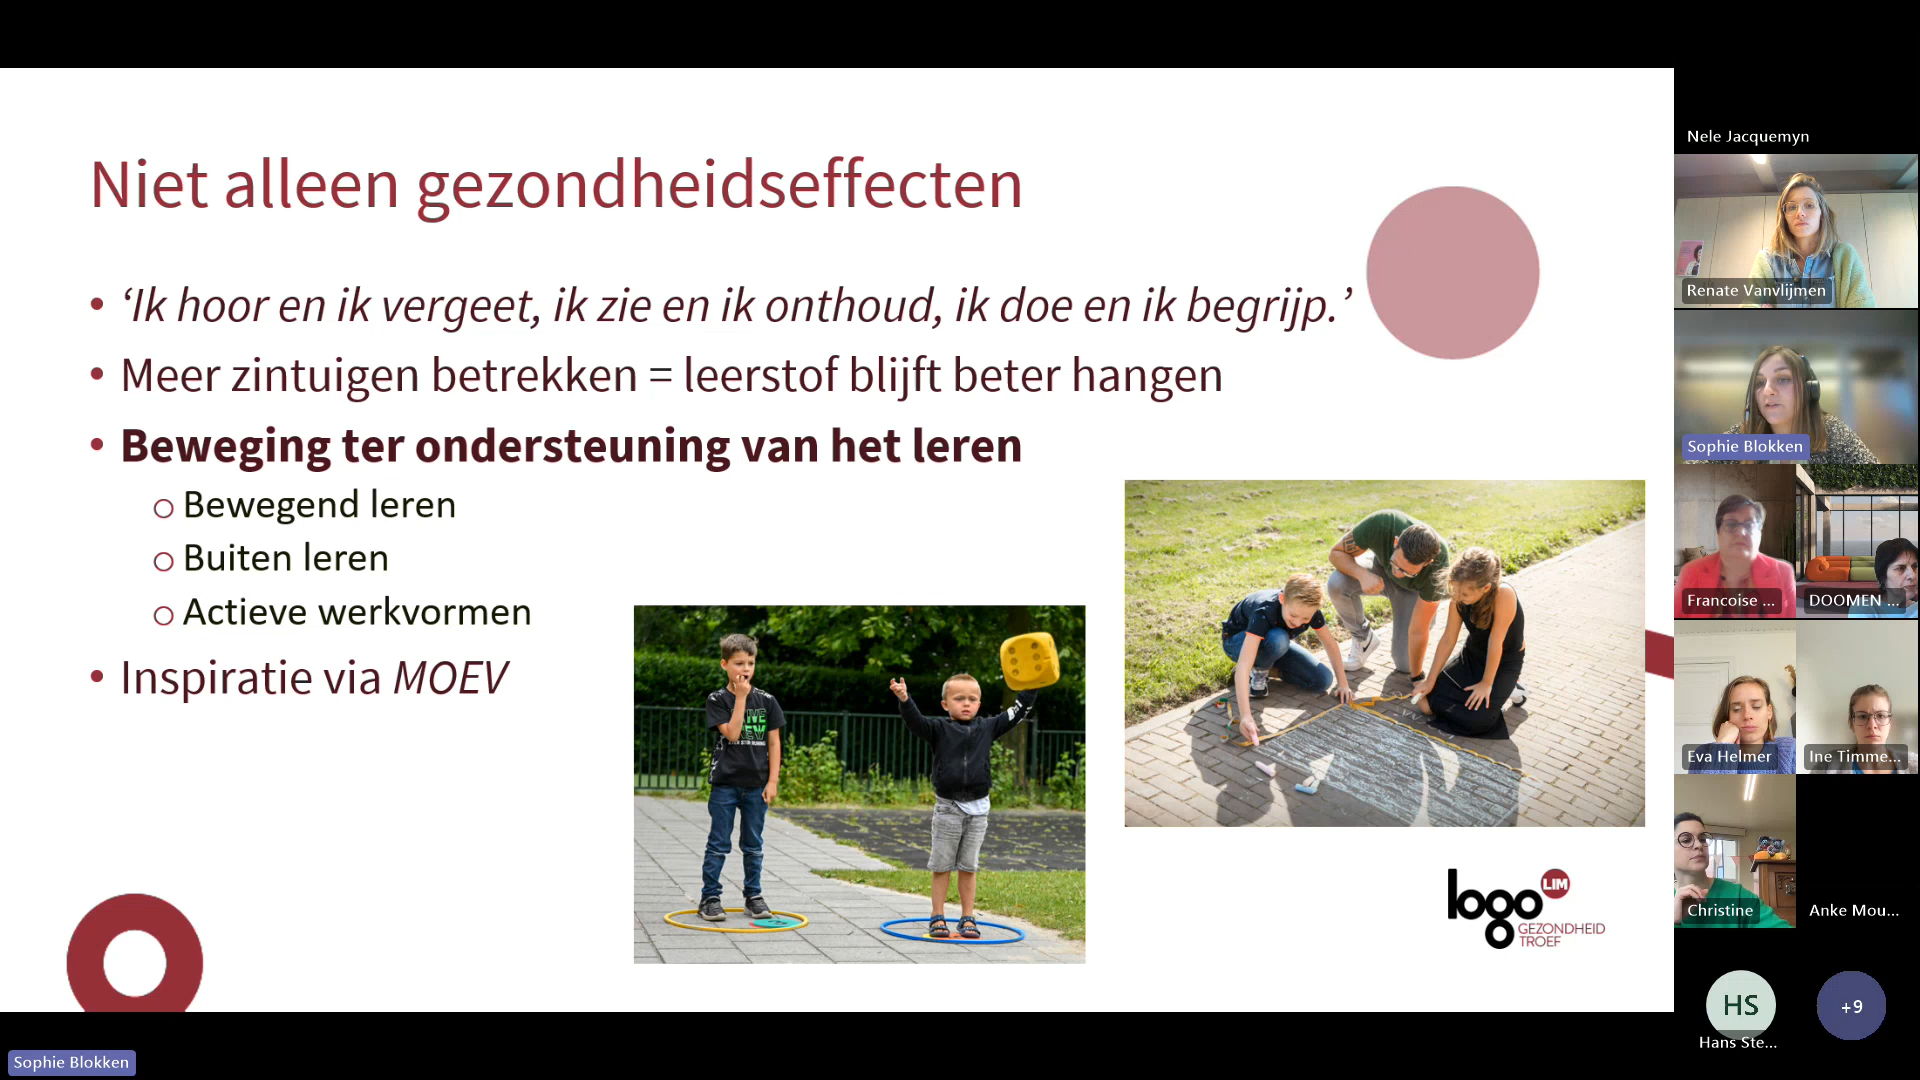 Niet alleen gezondheidseffecten
• ‘Ik hoor en ik vergeet, ik zie en ik onthoud, ik doe en ik begrijp.’
• Meer zintuigen betrekken = leerstof blijft beter hangen
• Beweging ter ondersteuning van het leren
o Bewegend leren
o Buiten leren
o Actieve werkvormen
• Inspiratie via MOEV
logo LIM
GEZONDHEID
TROEF
Sophie Blokken
Nele Jacquemyn
Renate Vanvlijmen
Sophie Blokken
Francoise ...
DOOMEN ...
Eva Helmer
Ine Timme...
Christine
Anke Mou...
HS
+9
Hans Ste...